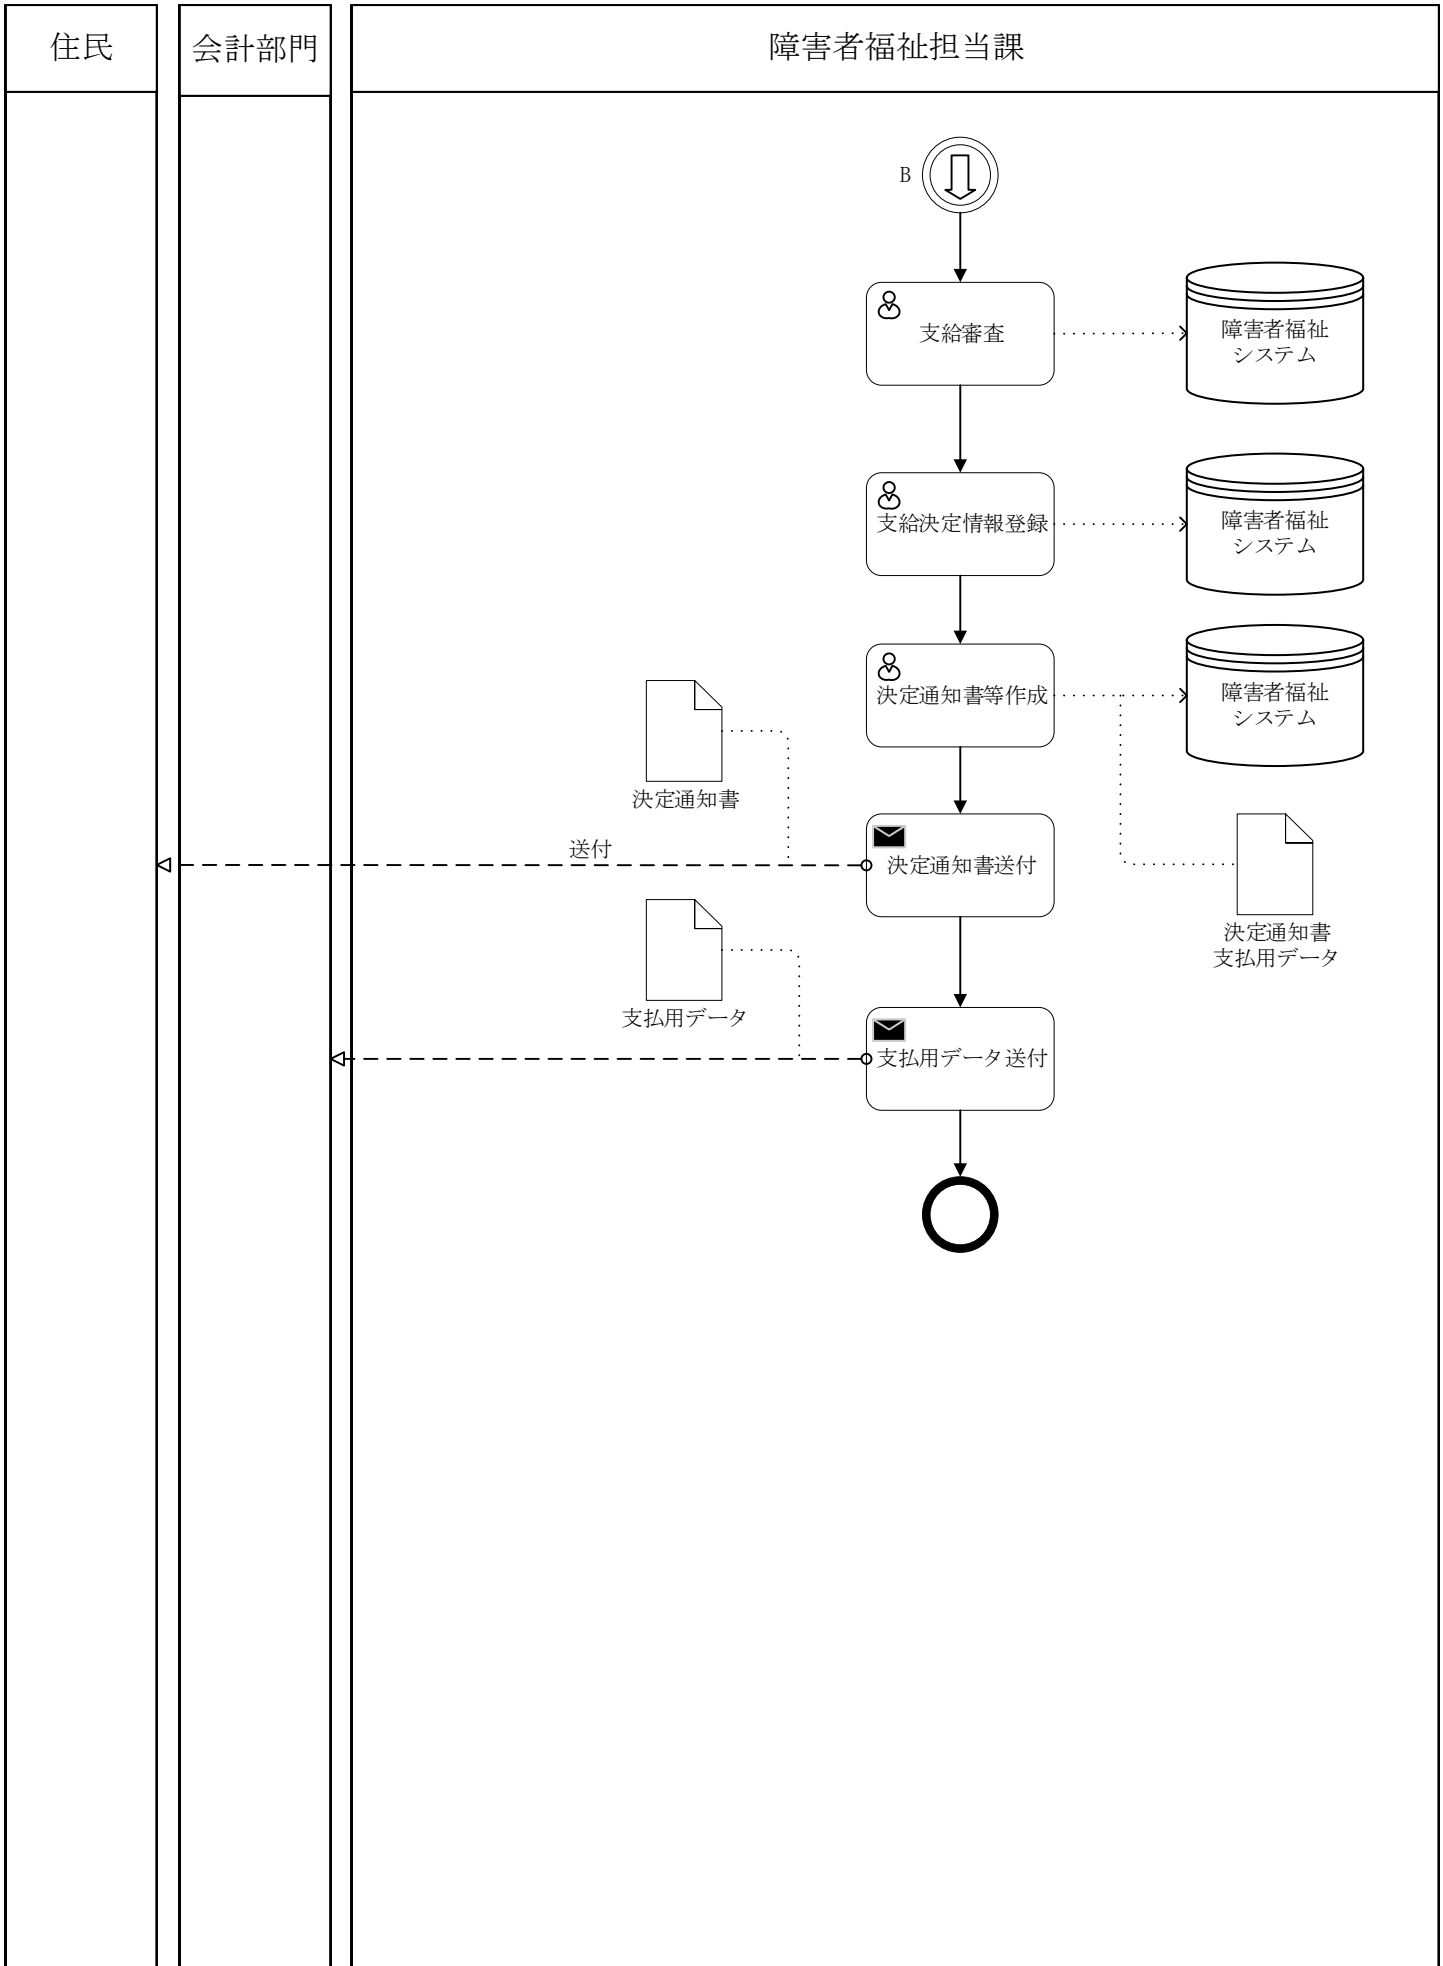 住民
会計部門
障害者福祉担当課
B
支給審査
障害者福祉
システム
支給決定情報登録
障害者福祉
システム
決定通知書等作成
障害者福祉
システム
決定通知書
送付
決定通知書送付
決定通知書
支払用データ
支払用データ
支払用データ送付